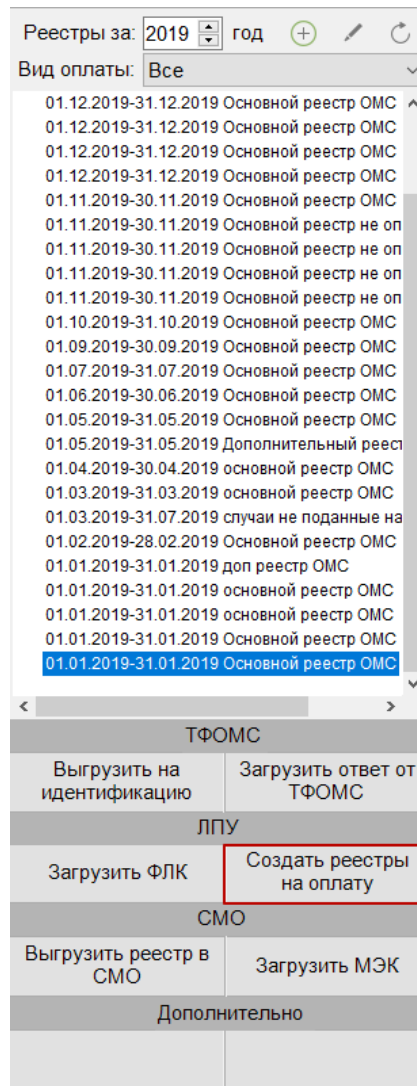 Реестры за: 2019 год
Вид оплаты: Все
01.12.2019-31.12.2019 Основной реестр ОМС
01.12.2019-31.12.2019 Основной реестр ОМС
01.12.2019-31.12.2019 Основной реестр ОМС
01.12.2019-31.12.2019 Основной реестр ОМС
01.11.2019-30.11.2019 Основной реестр ОМС
01.11.2019-30.11.2019 Основной реестр не оп
01.11.2019-30.11.2019 Основной реестр не оп
01.11.2019-30.11.2019 Основной реестр не оп
01.11.2019-30.11.2019 Основной реестр не оп
01.10.2019-31.10.2019 Основной реестр ОМС
01.09.2019-30.09.2019 Основной реестр ОМС
01.07.2019-31.07.2019 Основной реестр ОМС
01.06.2019-30.06.2019 Основной реестр ОМС
01.05.2019-31.05.2019 Основной реестр ОМС
01.05.2019-31.05.2019 Дополнительный реест
01.04.2019-30.04.2019 основной реестр ОМС
01.03.2019-31.03.2019 основной реестр ОМС
01.03.2019-31.07.2019 случаи не поданные на
01.02.2019-28.02.2019 Основной реестр ОМС
01.01.2019-31.01.2019 доп реестр ОМС
01.01.2019-31.01.2019 основной реестр ОМС
01.01.2019-31.01.2019 основной реестр ОМС
01.01.2019-31.01.2019 Основной реестр ОМС
01.01.2019-31.01.2019 Основной реестр ОМС
ТФОМС
Выгрузить на
идентификацию
Загрузить ответ от
ТФОМС
ЛПУ
Загрузить ФЛК
Создать реестры
на оплату
СМО
Выгрузить реестр в
СМО
Загрузить МЭК
Дополнительно